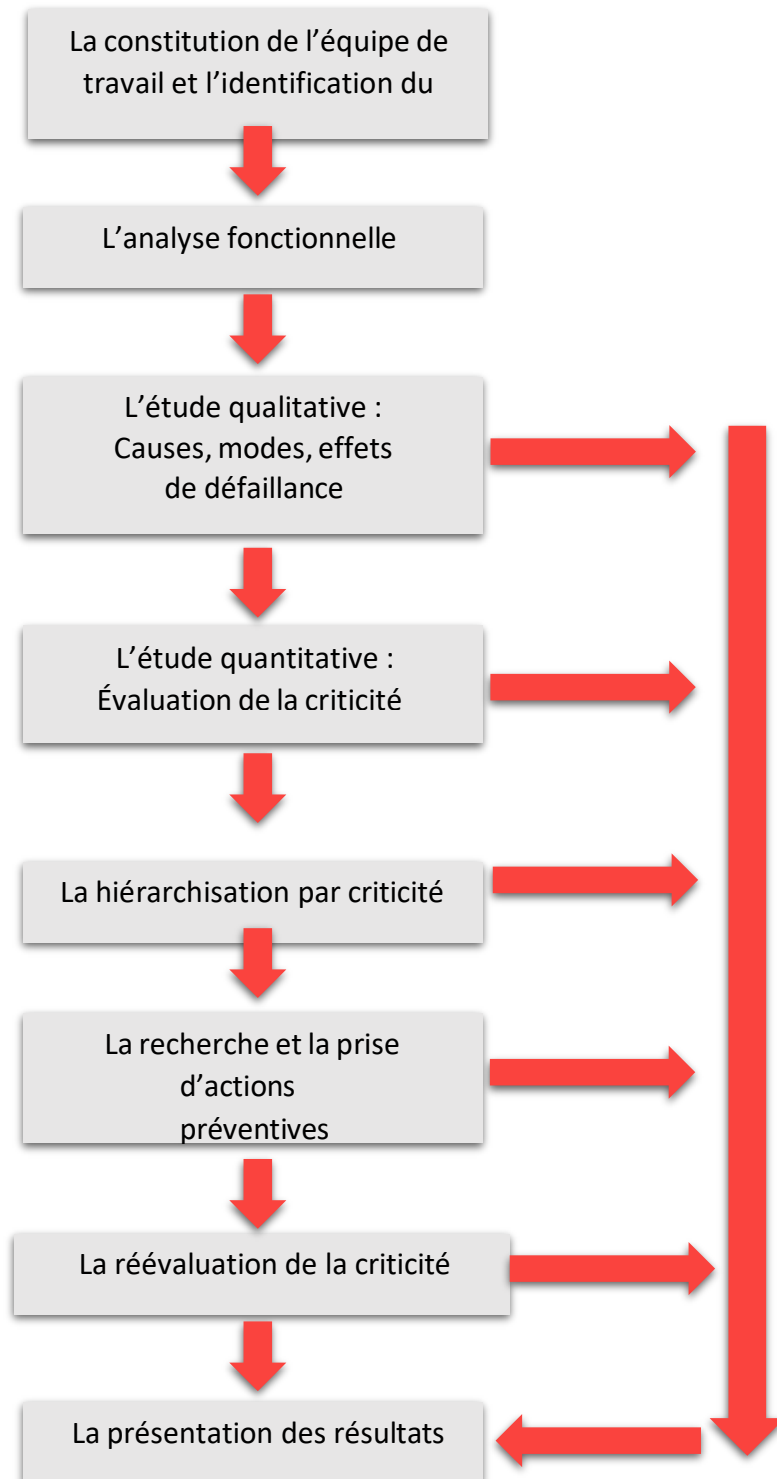 La constitution de l’équipe de
travail et l’identification du
L’analyse fonctionnelle
L’étude qualitative :
Causes, modes, effets
de défaillance
L’étude quantitative :
Évaluation de la criticité
La hiérarchisation par criticité
La recherche et la prise
d’actions
préventives
La réévaluation de la criticité
La présentation des résultats